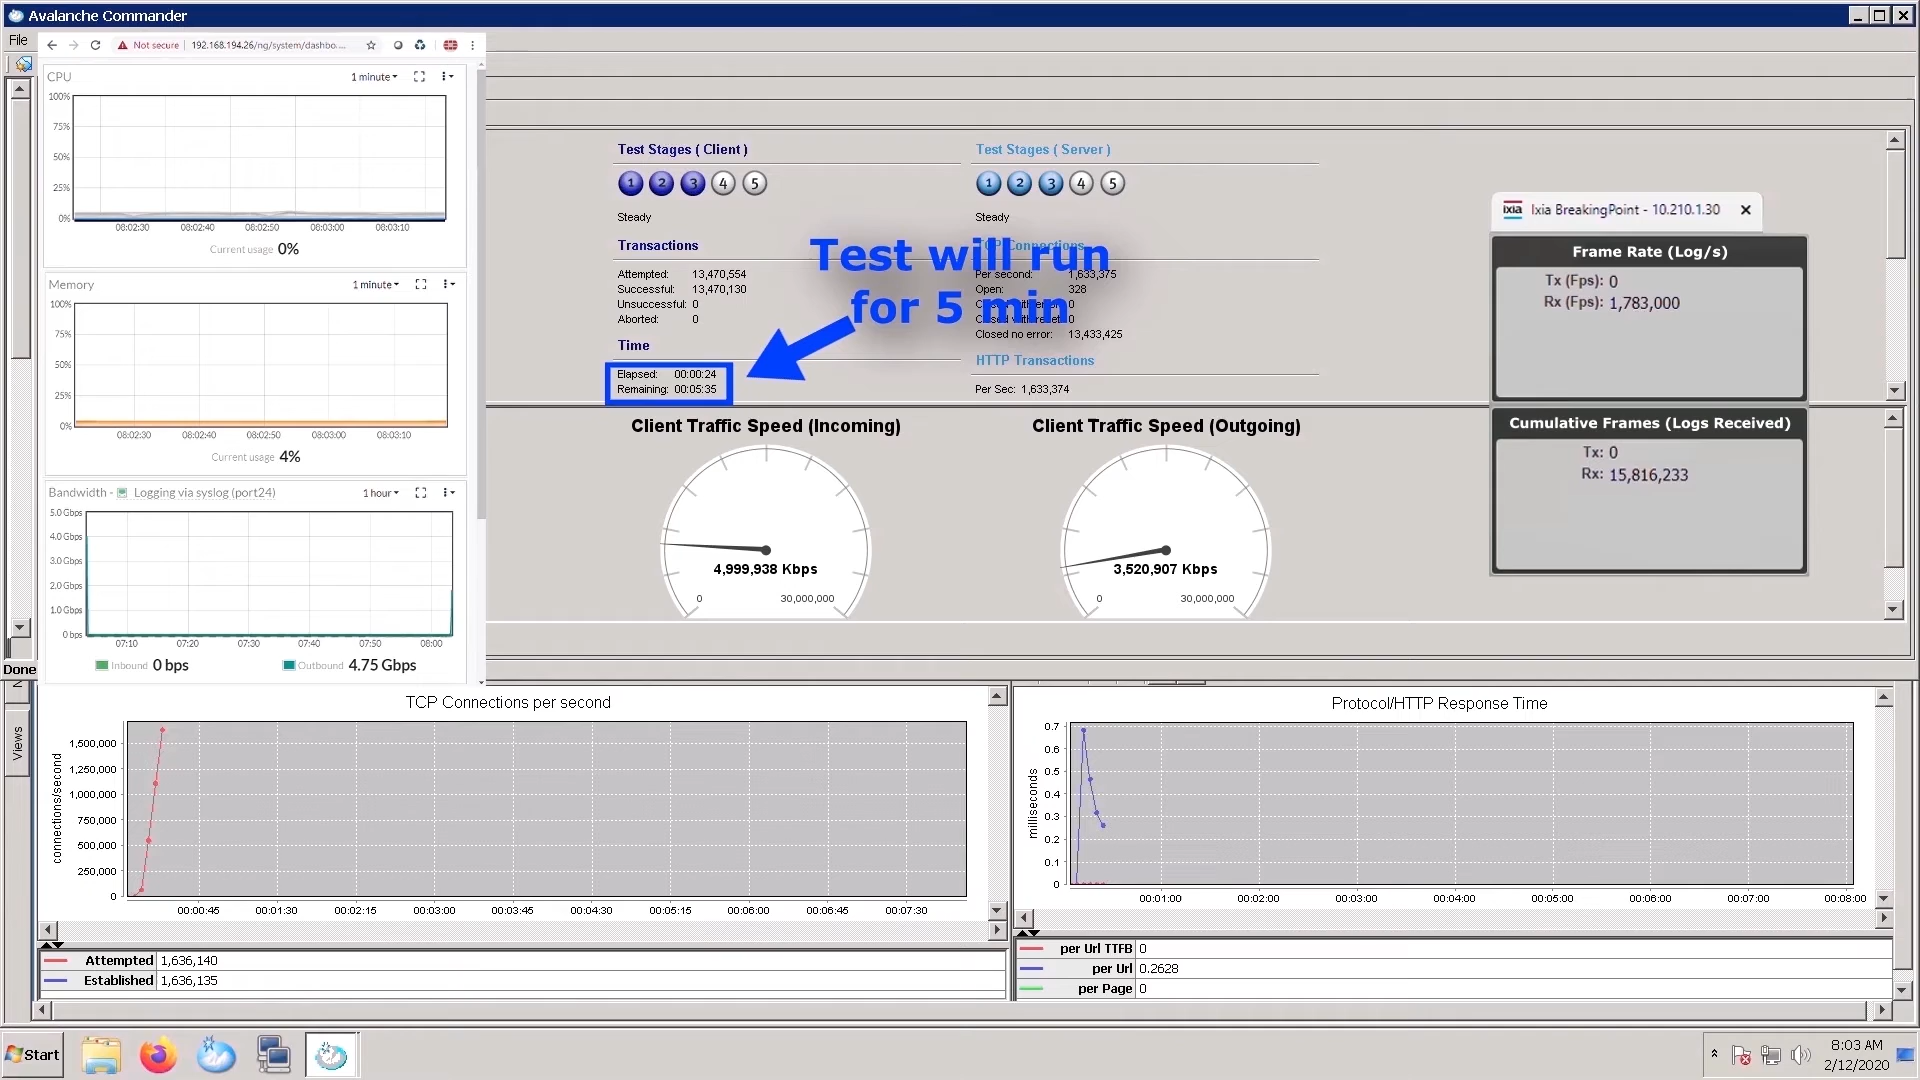 Avalanche Commander
File
Not secure
192.168.194.26/ng/system/dashbo...
CPU
1 minute
100%
75%
50%
25%
0%
08:02:30 08:02:40 08:02:50 08:03:00 08:03:10
Current usage 0%
Memory
1 minute
100%
75%
50%
25%
0%
08:02:30 08:02:40 08:02:50 08:03:00 08:03:10
Current usage 4%
Bandwidth - Logging via syslog (port24)
1 hour
5.0 Gbps
4.0 Gbps
3.0 Gbps
2.0 Gbps
1.0 Gbps
0 bps
07:10 07:20 07:30 07:40 07:50 08:00
Inbound 0 bps
Outbound 4.75 Gbps
Test Stages ( Client )
1 2 3 4 5
Steady
Transactions
Attempted: 13,470,554
Successful: 13,470,130
Unsuccessful: 0
Aborted: 0
Time
Elapsed: 00:00:24
Remaining: 00:05:35
Test Stages ( Server )
1 2 3 4 5
Steady
TCP Connections
Per second: 1,633,375
Open: 328
Closed with error: 0
Closed with reset: 0
Closed no error: 13,433,425
HTTP Transactions
Per Sec: 1,633,374
Test will run
for 5 min
Client Traffic Speed (Incoming)
4,999,938 Kbps
0 30,000,000
Client Traffic Speed (Outgoing)
3,520,907 Kbps
0 30,000,000
ixia Ixia BreakingPoint - 10.210.1.30
Frame Rate (Log/s)
Tx (Fps): 0
Rx (Fps): 1,783,000
Cumulative Frames (Logs Received)
Tx: 0
Rx: 15,816,233
Done
Views
TCP Connections per second
connections/second
1,500,000
1,250,000
1,000,000
750,000
500,000
250,000
0
00:00:45 00:01:30 00:02:15 00:03:00 00:03:45 00:04:30 00:05:15 00:06:00 00:06:45 00:07:30
Attempted 1,636,140
Established 1,636,135
Protocol/HTTP Response Time
milliseconds
0.7
0.6
0.5
0.4
0.3
0.2
0.1
0
00:01:00 00:02:00 00:03:00 00:04:00 00:05:00 00:06:00 00:07:00 00:08:00
per Url TTFB 0
per Url 0.2628
per Page 0
Start
8:03 AM
2/12/2020